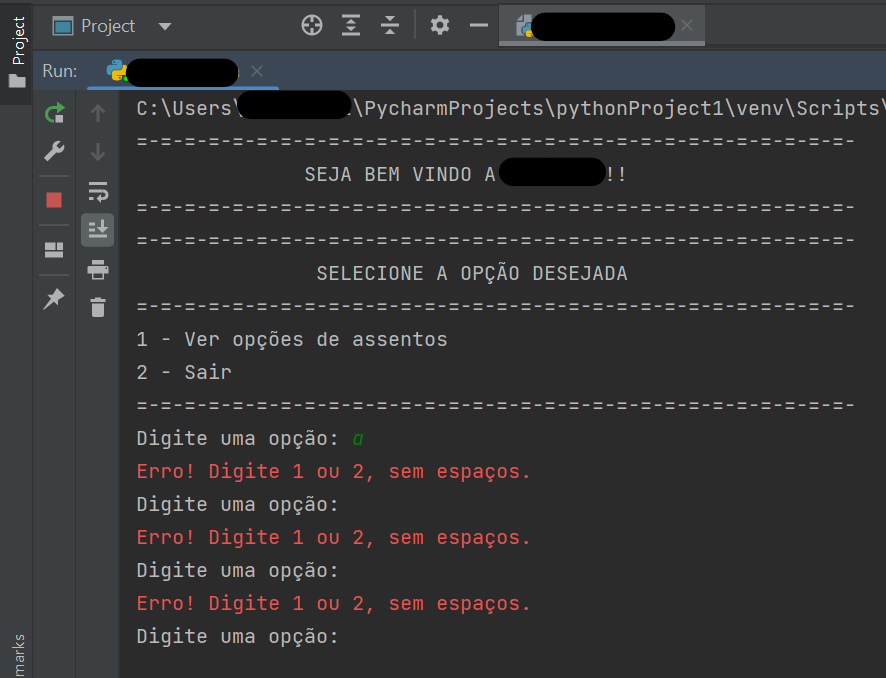 Project
Project
Run:
C:\Users\ \PycharmProjects\pythonProject1\venv\Scripts\
=-=-=-=-=-=-=-=-=-=-=-=-=-=-=-=-=-=-=-=-=-=-=-=-=-=-=-=-=-=-
SEJA BEM VINDO A !!
=-=-=-=-=-=-=-=-=-=-=-=-=-=-=-=-=-=-=-=-=-=-=-=-=-=-=-=-=-=-
=-=-=-=-=-=-=-=-=-=-=-=-=-=-=-=-=-=-=-=-=-=-=-=-=-=-=-=-=-=-
SELECIONE A OPÇÃO DESEJADA
=-=-=-=-=-=-=-=-=-=-=-=-=-=-=-=-=-=-=-=-=-=-=-=-=-=-=-=-=-=-
1 - Ver opções de assentos
2 - Sair
=-=-=-=-=-=-=-=-=-=-=-=-=-=-=-=-=-=-=-=-=-=-=-=-=-=-=-=-=-=-
Digite uma opção: a
Erro! Digite 1 ou 2, sem espaços.
Digite uma opção:
Erro! Digite 1 ou 2, sem espaços.
Digite uma opção:
Erro! Digite 1 ou 2, sem espaços.
Digite uma opção:
marks